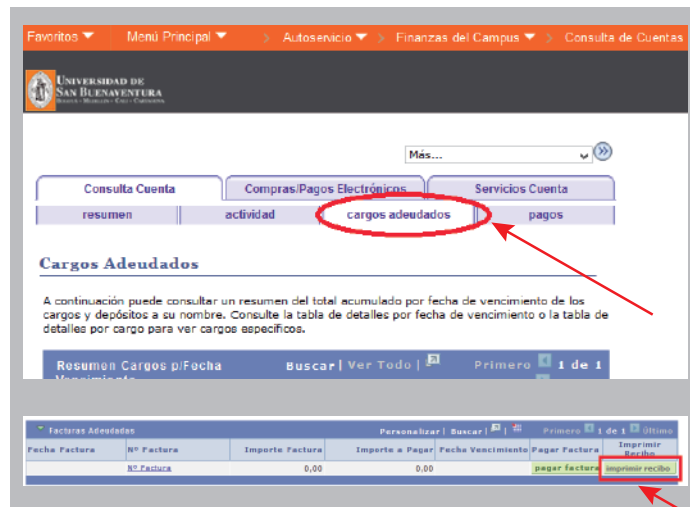 Favoritos Menú Principal > Autoservicio > Finanzas del Campus > Consulta de Cuentas
UNIVERSIDAD DE
SAN BUENAVENTURA
Más...
Consulta Cuenta Compras/Pagos Electrónicos Servicios Cuenta
resumen actividad cargos adeudados pagos
Cargos Adeudados
A continuación puede consultar un resumen del total acumulado por fecha de vencimiento de los
cargos y depósitos a su nombre. Consulte la tabla de detalles por fecha de vencimiento o la tabla de
detalles por cargo para ver cargos específicos.
Resumen Cargos p/Fecha Buscar | Ver Todo | Primero 1 de 1
Vencimiento
Facturas Adeudadas Personalizar | Buscar | | Primero 1 de 1 Último
Fecha Factura Nº Factura Importe Factura Importe a Pagar Fecha Vencimiento Pagar Factura Imprimir
Recibo
Nº Factura 0,00 0,00 pagar factura imprimir recibo